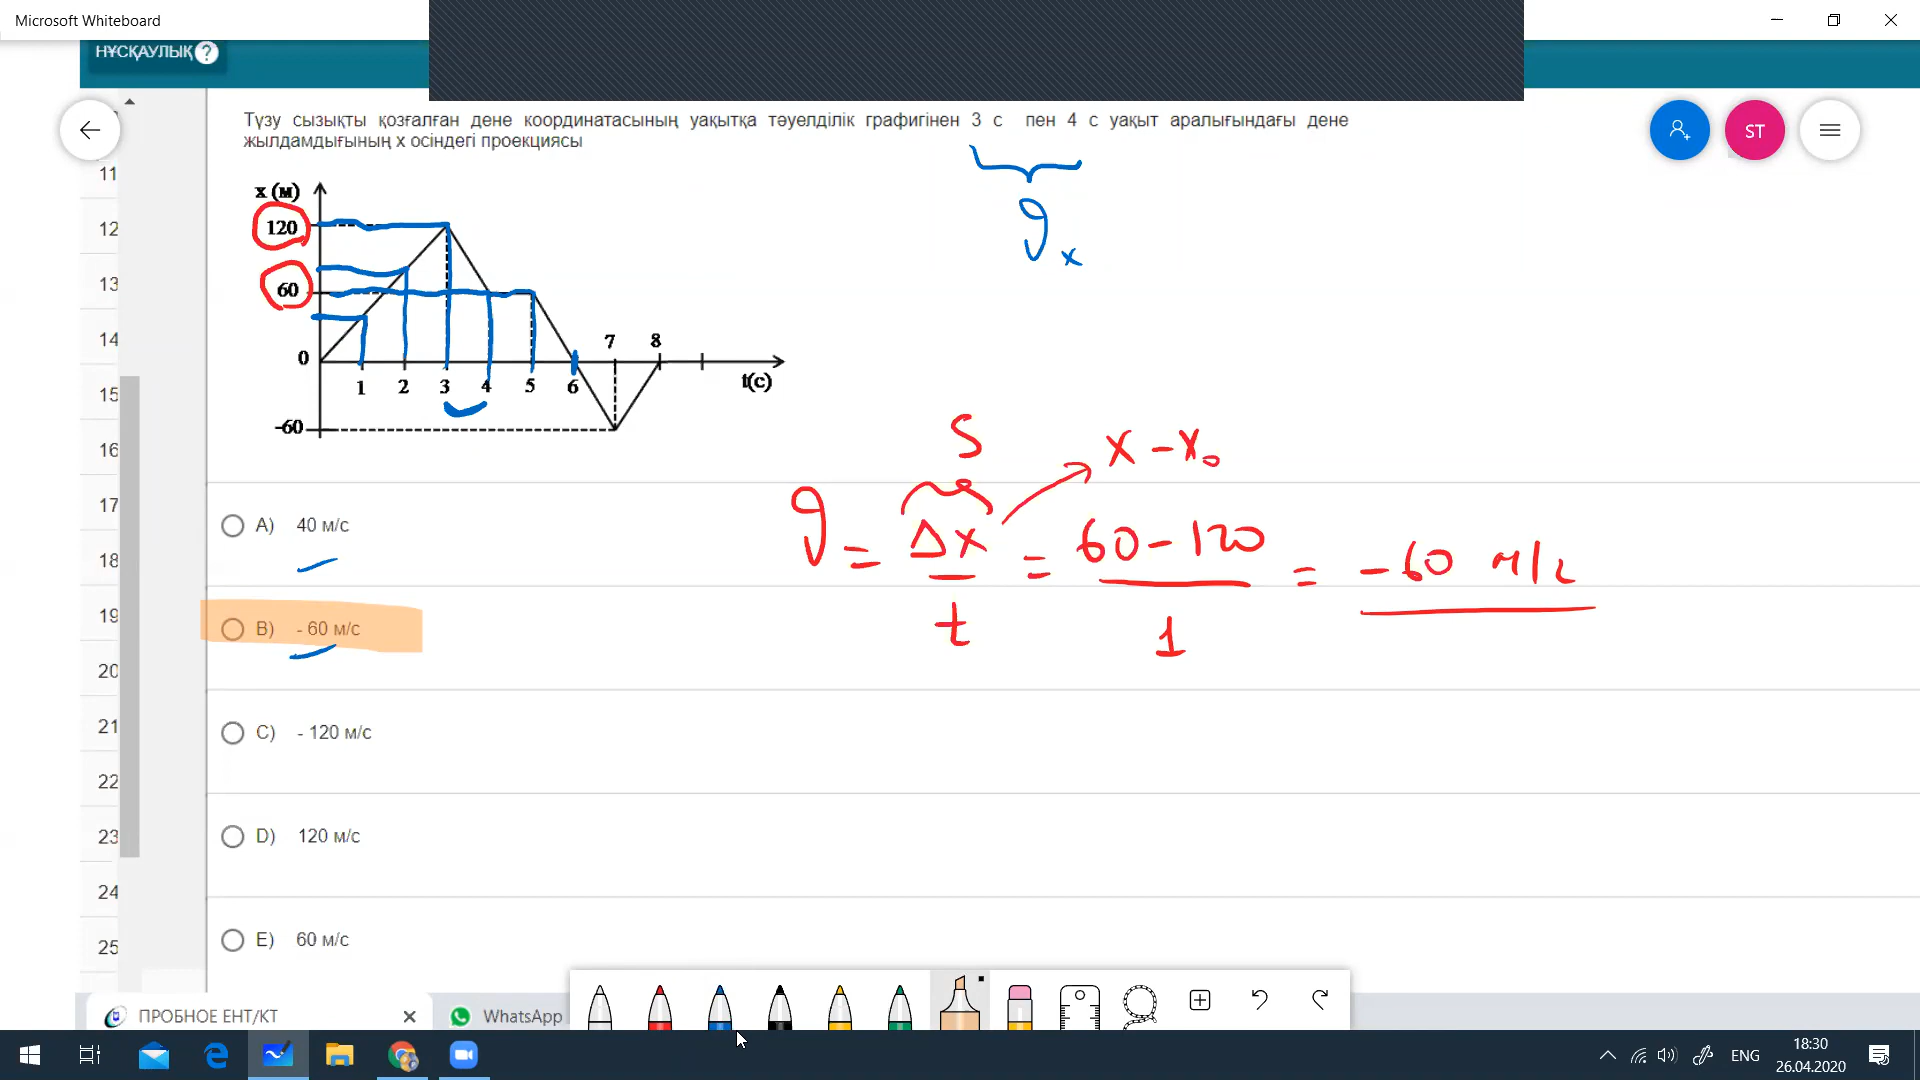 Microsoft Whiteboard
НҰСҚАУЛЫҚ ?
Түзу сызықты қозғалған дене координатасының уақытқа тәуелділік графигінен 3 с пен 4 с уақыт аралығындағы дене
жылдамдығының х осіндегі проекциясы
ST
11
12
13
14
15
16
17
18
19
20
21
22
23
24
25
x (м)
120
60
0
-60
1 2 3 4 5 6 7 8
t(c)
ϑx
S
x - x₀
ϑ = Δx / t = 60 - 120 / 1 = - 60 м/с
A) 40 м/с
B) - 60 м/с
C) - 120 м/с
D) 120 м/с
E) 60 м/с
ПРОБНОЕ ЕНТ/КТ
WhatsApp
ENG
18:30
26.04.2020